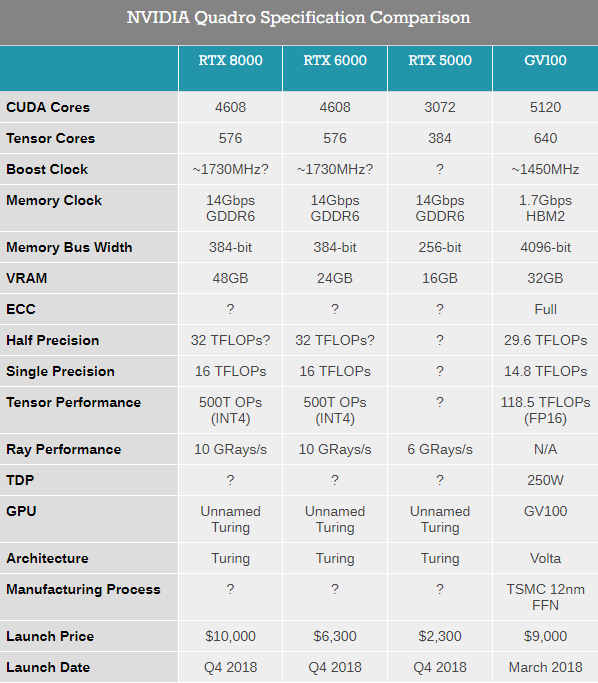 NVIDIA Quadro Specification Comparison
RTX 8000 RTX 6000 RTX 5000 GV100
CUDA Cores 4608 4608 3072 5120
Tensor Cores 576 576 384 640
Boost Clock ~1730MHz? ~1730MHz? ? ~1450MHz
Memory Clock 14Gbps 14Gbps 14Gbps 1.7Gbps
GDDR6 GDDR6 GDDR6 HBM2
Memory Bus Width 384-bit 384-bit 256-bit 4096-bit
VRAM 48GB 24GB 16GB 32GB
ECC ? ? ? Full
Half Precision 32 TFLOPs? 32 TFLOPs? ? 29.6 TFLOPs
Single Precision 16 TFLOPs 16 TFLOPs ? 14.8 TFLOPs
Tensor Performance 500T OPs 500T OPs ? 118.5 TFLOPs
(INT4) (INT4) (FP16)
Ray Performance 10 GRays/s 10 GRays/s 6 GRays/s N/A
TDP ? ? ? 250W
GPU Unnamed Unnamed Unnamed GV100
Turing Turing Turing
Architecture Turing Turing Turing Volta
Manufacturing Process ? ? ? TSMC 12nm
FFN
Launch Price $10,000 $6,300 $2,300 $9,000
Launch Date Q4 2018 Q4 2018 Q4 2018 March 2018